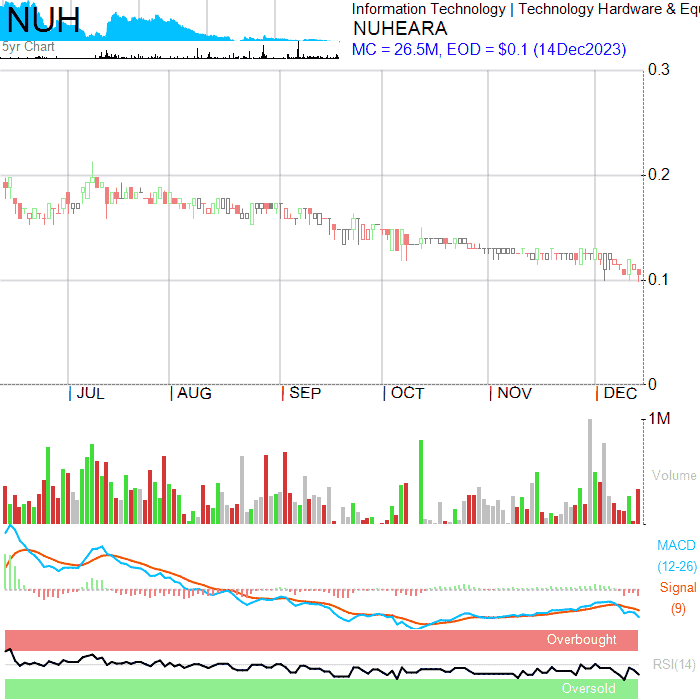 NUH
5yr Chart
Information Technology | Technology Hardware & Equ
NUHEARA
MC = 26.5M, EOD = $0.1 (14Dec2023)
0.3
0.2
0.1
0
JUL AUG SEP OCT NOV DEC
1M
Volume
MACD
(12-26)
Signal
(9)
Overbought
RSI(14)
Oversold